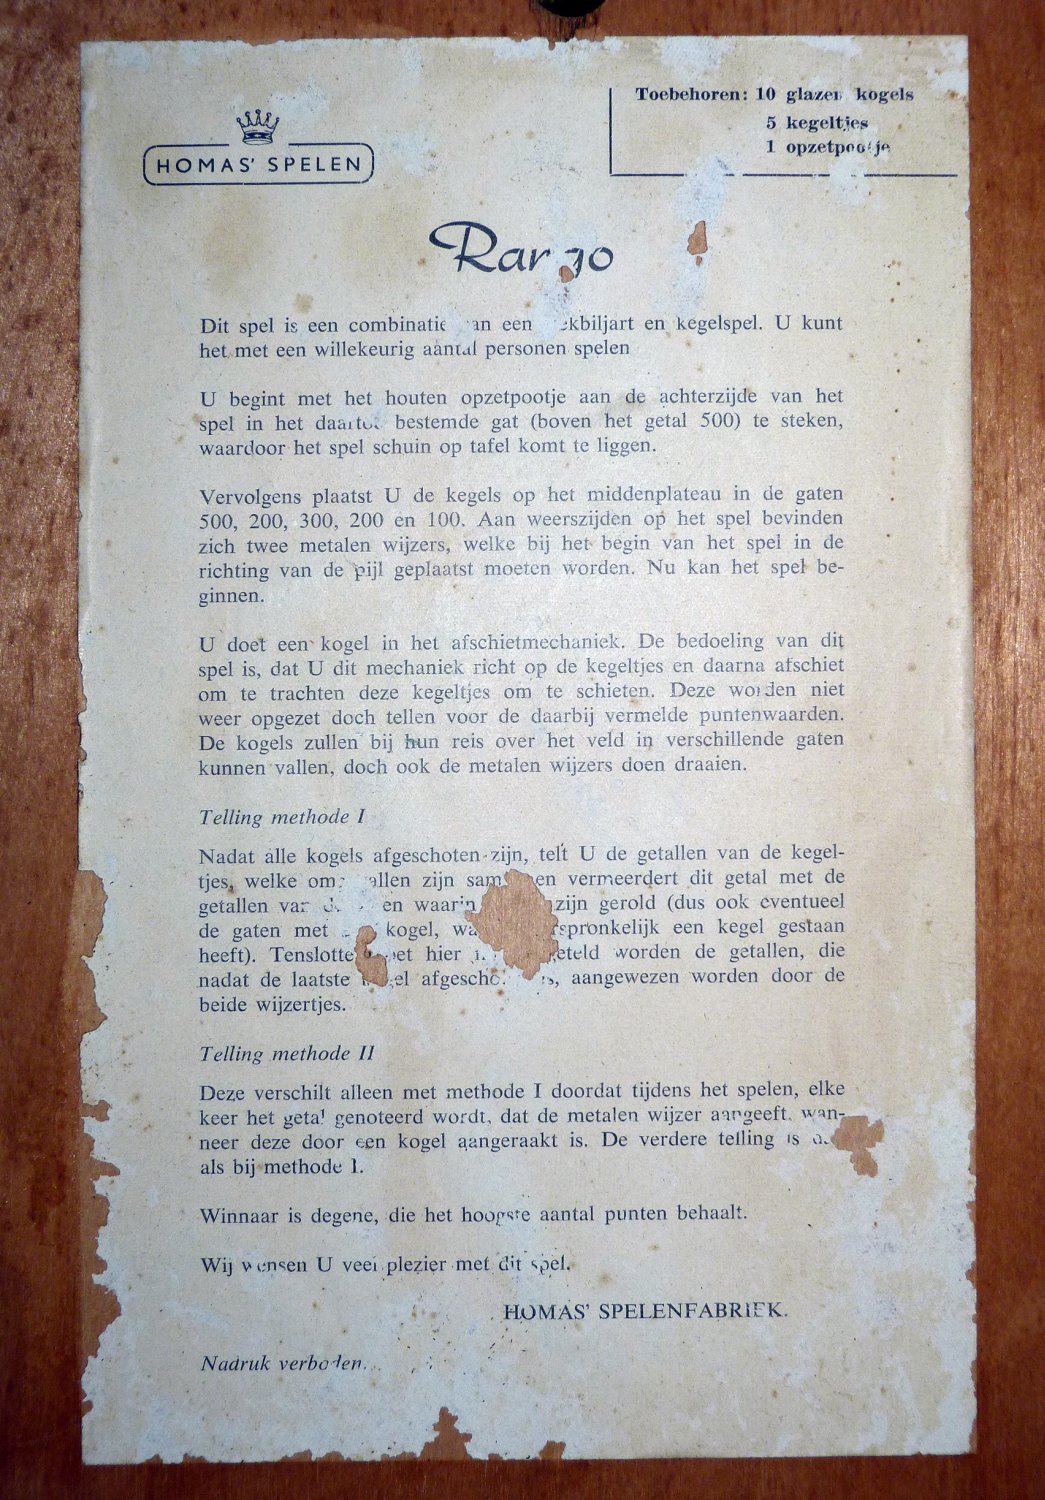 Toebehoren: 10 glazen kogels
5 kegeltjes
1 opzetpootje
HOMAS' SPELEN
Dit spel is een combinatie van een en kegelspel. U kunt
het met een willekeurig aantal personen spelen
U begint met het houten opzetpootje aan de achterzijde van het
spel in het daartoe bestemde gat (boven het getal 500) te steken,
waardoor het spel schuin op tafel komt te liggen.
Vervolgens plaatst U de kegels op het middenplateau in de gaten
500, 200, 300, 200 en 100. Aan weerszijden op het spel bevinden
zich twee metalen wijzers, welke bij het begin van het spel in de
richting van de pijl geplaatst moeten worden. Nu kan het spel be-
ginnen.
U doet een kogel in het afschietmechaniek. De bedoeling van dit
spel is, dat U dit mechaniek richt op de kegeltjes en daarna afschiet
om te trachten deze kegeltjes om te schieten. Deze worden niet
weer opgezet doch tellen voor de daarbij vermelde puntenwaarden.
De kogels zullen bij hun reis over het veld in verschillende gaten
kunnen vallen, doch ook de metalen wijzers doen draaien.
Telling methode I
Nadat alle kogels afgeschoten zijn, telt U de getallen van de kegel-
tjes, welke omgevallen zijn samen en vermeerdert dit getal met de
getallen van en waarin zijn gerold (dus ook eventueel
de gaten met kogel, oorspronkelijk een kegel gestaan
heeft). Tenslotte moet hier geteld worden de getallen, die
nadat de laatste kogel afgeschoten is, aangewezen worden door de
beide wijzertjes.
Telling methode II
Deze verschilt alleen met methode I doordat tijdens het spelen, elke
keer het getal genoteerd wordt, dat de metalen wijzer aangeeft, wan-
neer deze door een kogel aangeraakt is. De verdere telling is
als bij methode I.
Winnaar is degene, die het hoogste aantal punten behaalt.
Wij wensen U veel plezier met dit spel.
HOMAS' SPELENFABRIEK.
Nadruk verboden.